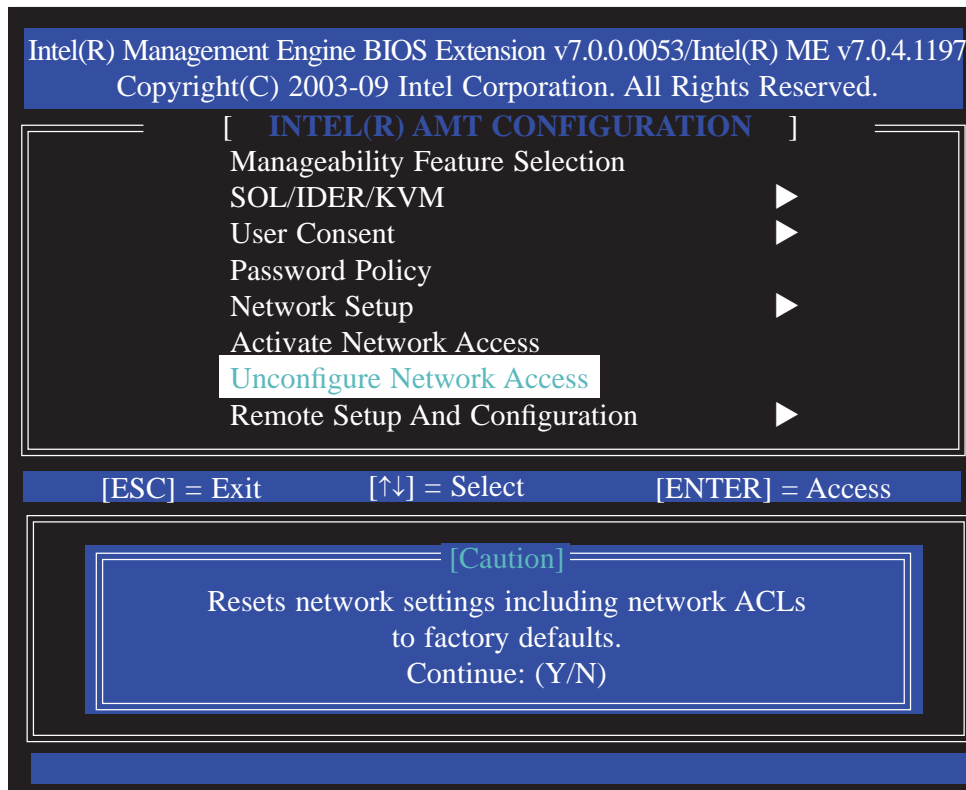 Intel(R) Management Engine BIOS Extension v7.0.0.0053/Intel(R) ME v7.0.4.1197
Copyright(C) 2003-09 Intel Corporation. All Rights Reserved.
[ INTEL(R) AMT CONFIGURATION ]
Manageability Feature Selection
SOL/IDER/KVM ▶
User Consent ▶
Password Policy
Network Setup ▶
Activate Network Access
Unconfigure Network Access
Remote Setup And Configuration ▶
[ESC] = Exit [↑↓] = Select [ENTER] = Access
[Caution]
Resets network settings including network ACLs
to factory defaults.
Continue: (Y/N)